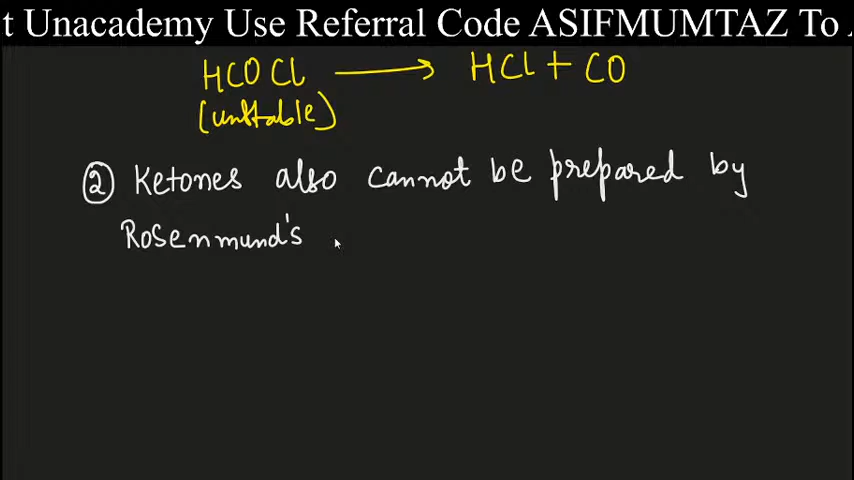 t Unacademy Use Referral Code ASIFMUMTAZ To
HCOCl ⟶ HCl + CO
(unstable)
② Ketones also cannot be prepared by
Rosenmund's